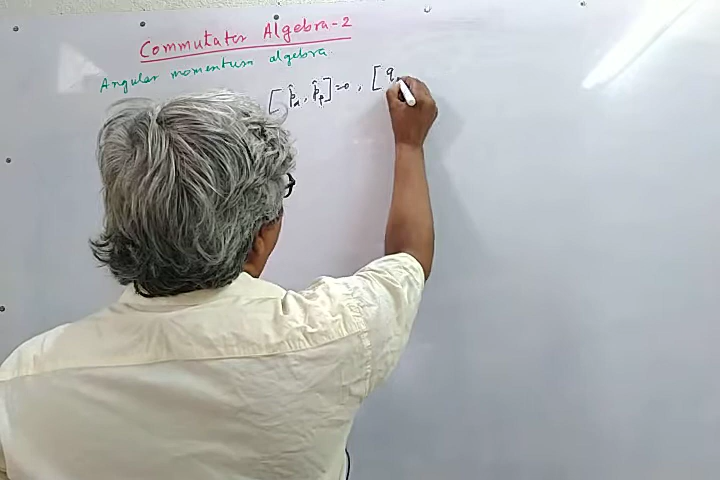 Commutator Algebra-2
Angular momentum algebra.
[ p̂α, p̂β ] = 0 , [ q